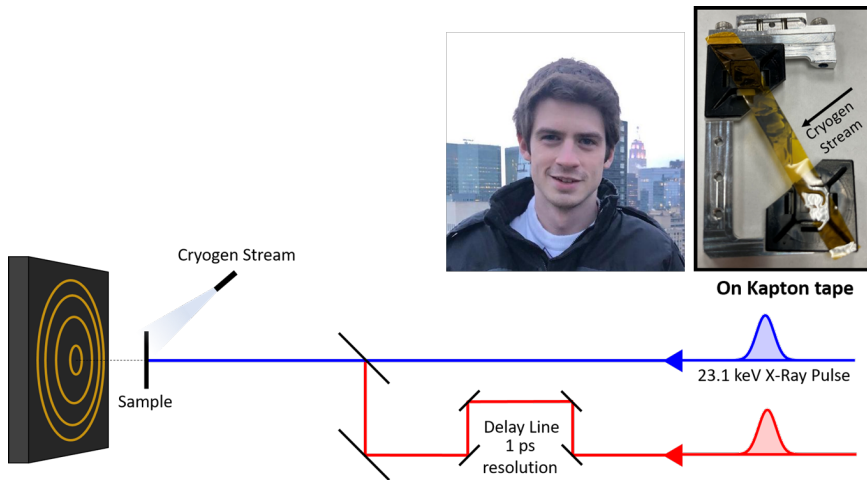 Cryogen
Stream
On Kapton tape
Cryogen Stream
23.1 keV X-Ray Pulse
Sample
Delay Line
1 ps
resolution